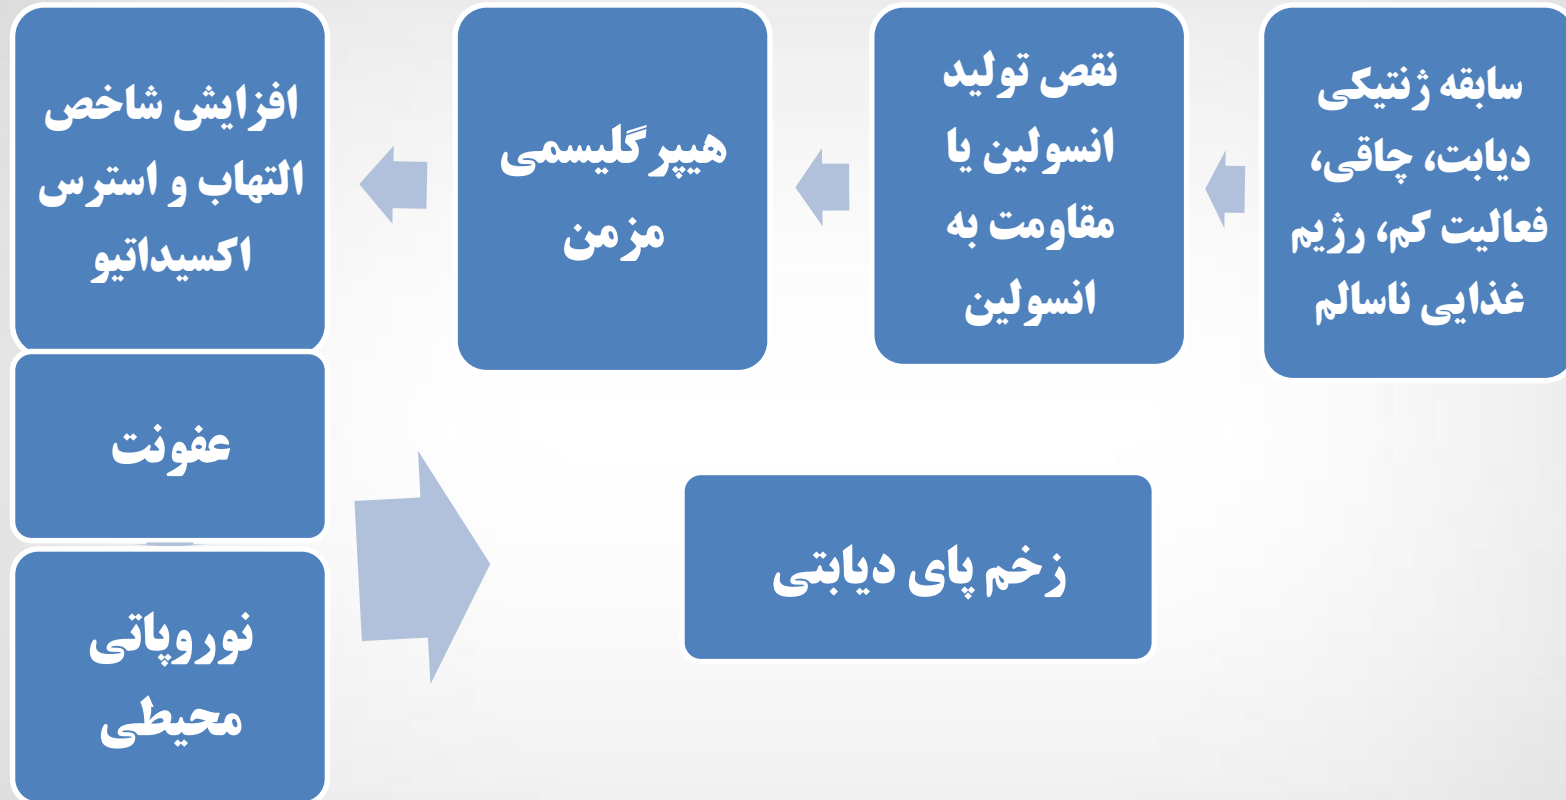 سابقه ژنتیکی
دیابت، چاقی،
فعالیت کم، رژیم
غذایی ناسالم
نقص تولید
انسولین یا
مقاومت به
انسولین
هیپرگلیسمی
مزمن
افزایش شاخص
التهاب و استرس
اکسیداتیو
عفونت
نوروپاتی
محیطی
زخم پای دیابتی